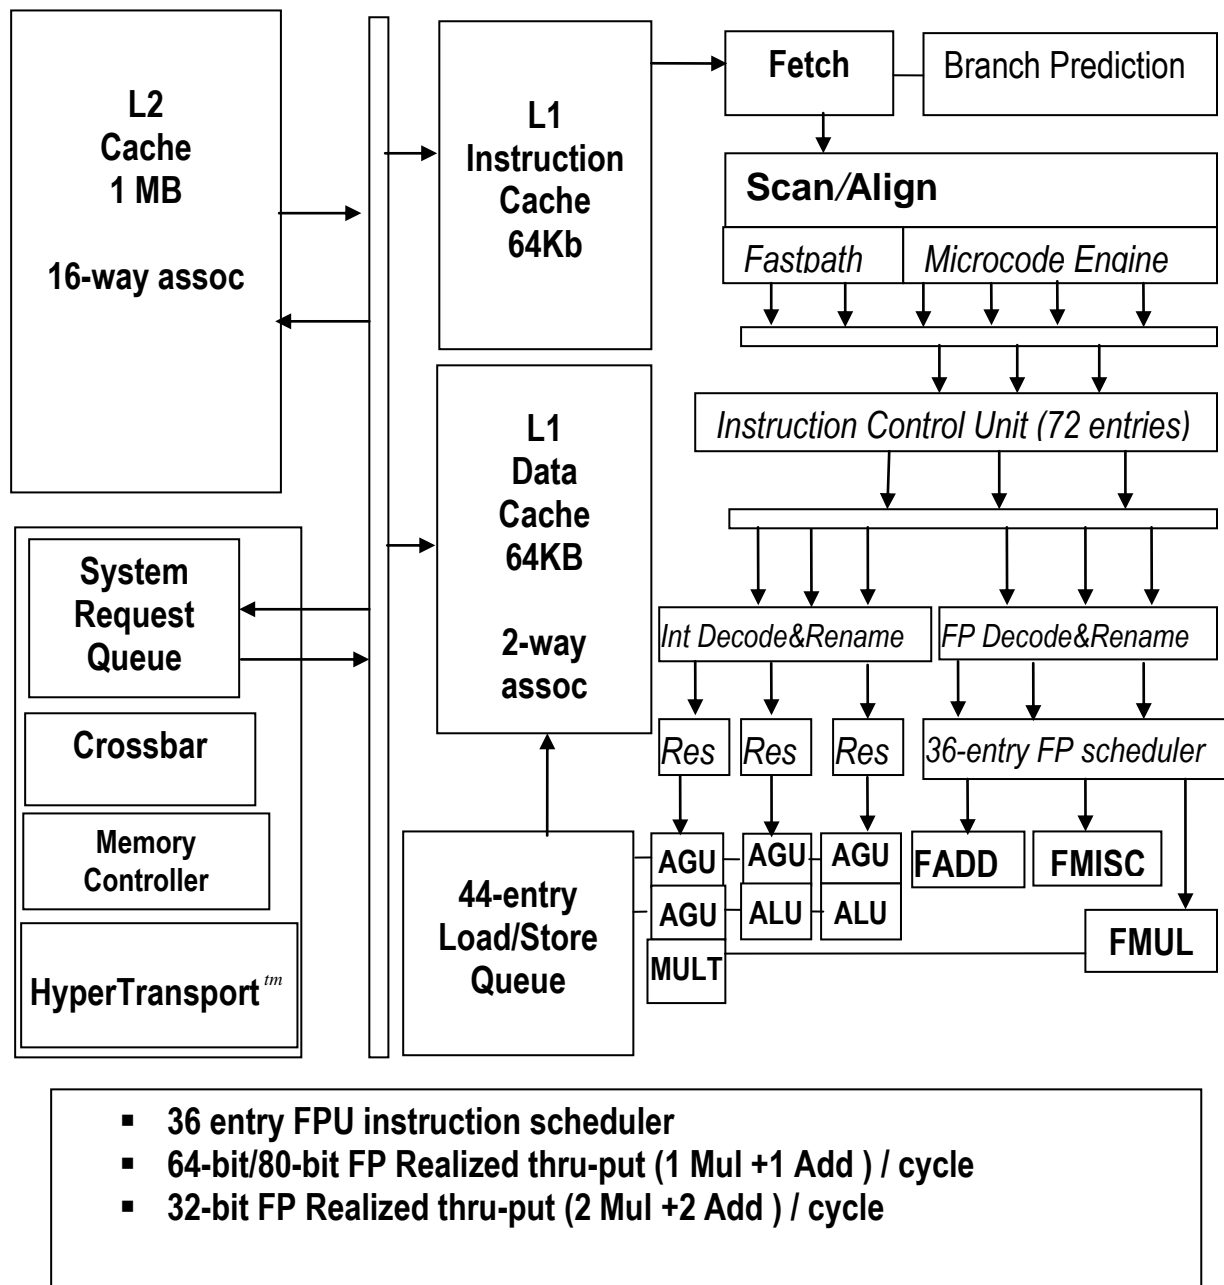 L2
Cache
1 MB
16-way assoc
L1
Instruction
Cache
64Kb
Fetch
Branch Prediction
Scan/Align
Fastpath
Microcode Engine
Instruction Control Unit (72 entries)
L1
Data
Cache
64KB
2-way
assoc
System
Request
Queue
Crossbar
Memory
Controller
HyperTransport tm
Int Decode&Rename
FP Decode&Rename
Res
Res
Res
36-entry FP scheduler
44-entry
Load/Store
Queue
AGU
AGU
AGU
FADD
FMISC
AGU
ALU
ALU
FMUL
MULT
▪ 36 entry FPU instruction scheduler
▪ 64-bit/80-bit FP Realized thru-put (1 Mul +1 Add ) / cycle
▪ 32-bit FP Realized thru-put (2 Mul +2 Add ) / cycle